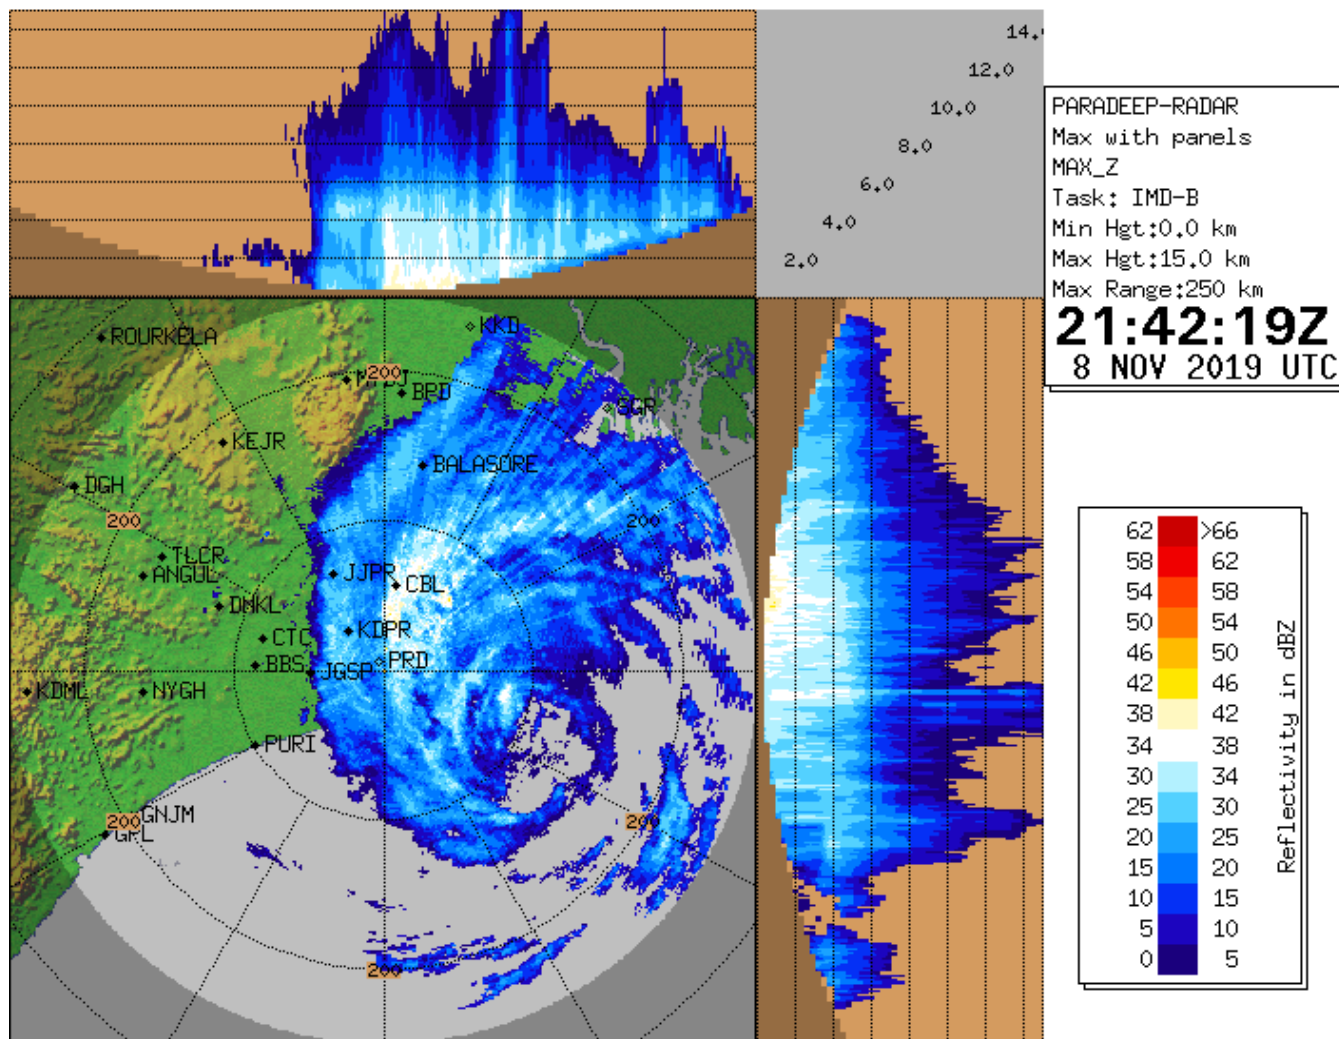 14.
12.0
10.0
8.0
6.0
4.0
2.0
PARADEEP-RADAR
Max with panels
MAX_Z
Task: IMD-B
Min Hgt:0.0 km
Max Hgt:15.0 km
Max Range:250 km
21:42:19Z
8 NOV 2019 UTC
KKD
ROURKELA
200
BPD
SGR
KEJR
BALASORE
DGH
200
200
TLCR
ANGUL
JJPR
CBL
DNKL
KDPR
CTC
PRD
BBS
JGSP
KDML
NYGH
PURI
GNJM
200
200
200
62 >66
58 62
54 58
50 54
46 50
42 46
38 42
34 38
30 34
25 30
20 25
15 20
10 15
5 10
0 5
Reflectivity in dBZ